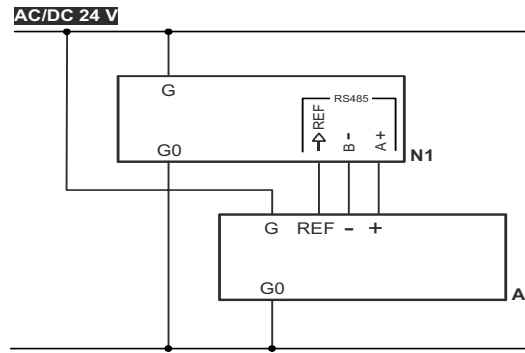 AC/DC 24 V
G
RS485
REF
B -
A +
G0
N1
G REF - +
G0
A